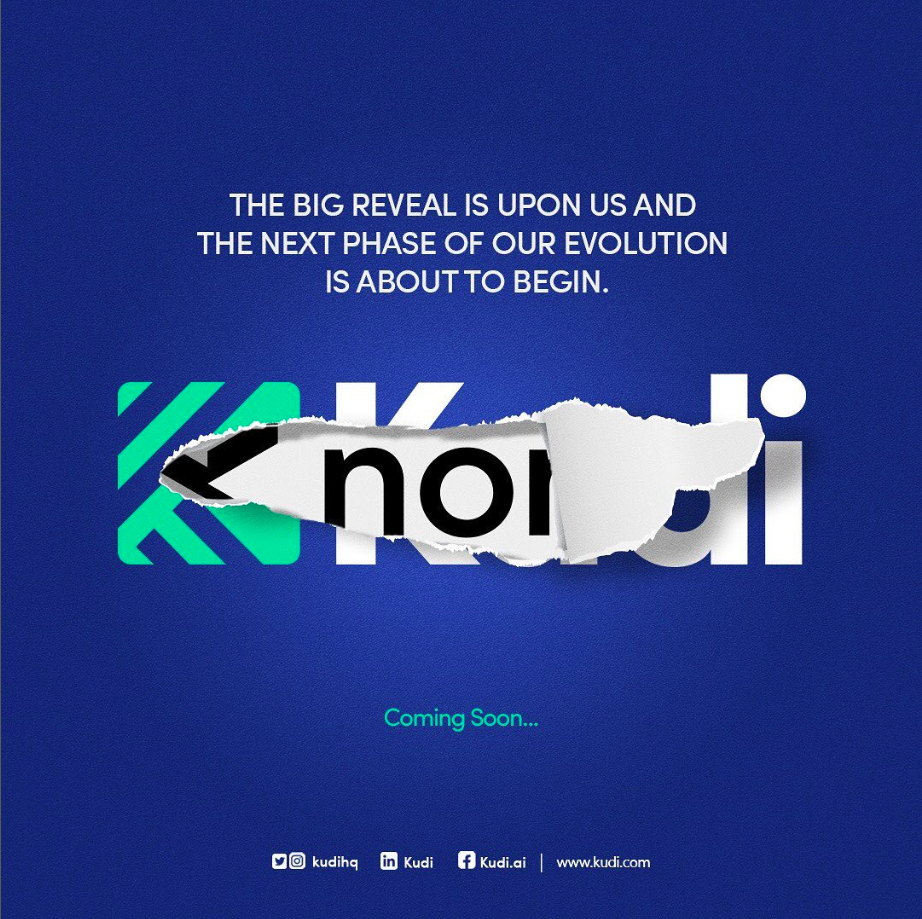 THE BIG REVEAL IS UPON US AND
THE NEXT PHASE OF OUR EVOLUTION
IS ABOUT TO BEGIN.
Kudi
nor
Coming Soon...
kudihq Kudi Kudi.ai | www.kudi.com